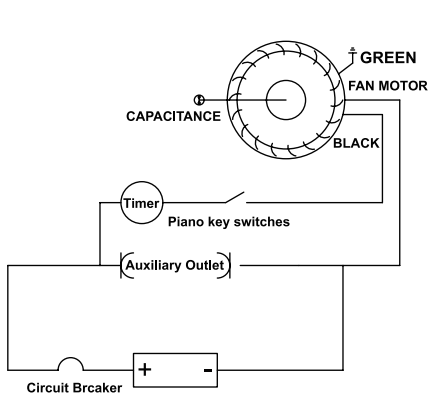 GREEN
FAN MOTOR
CAPACITANCE
BLACK
Timer
Piano key switches
Auxiliary Outlet
+ -
Circuit Brcaker